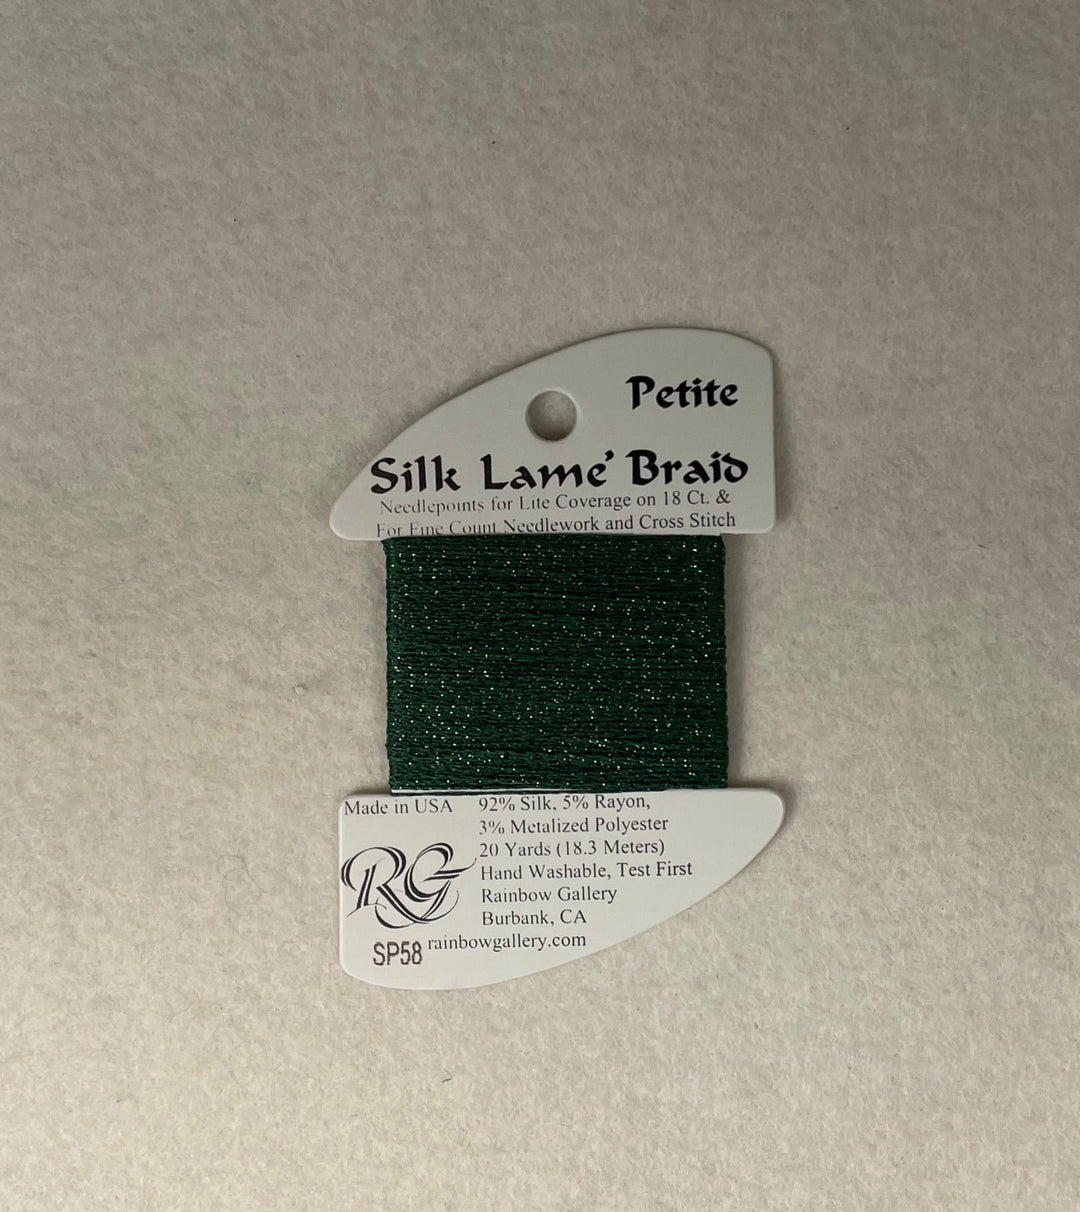 Petite
Silk Lame' Braid
Needlepoints for Lite Coverage on 18 Ct. &
For Fine Count Needlework and Cross Stitch
Made in USA
92% Silk, 5% Rayon,
3% Metalized Polyester
20 Yards (18.3 Meters)
Hand Washable, Test First
Rainbow Gallery
Burbank, CA
rainbowgallery.com
RG
SP58